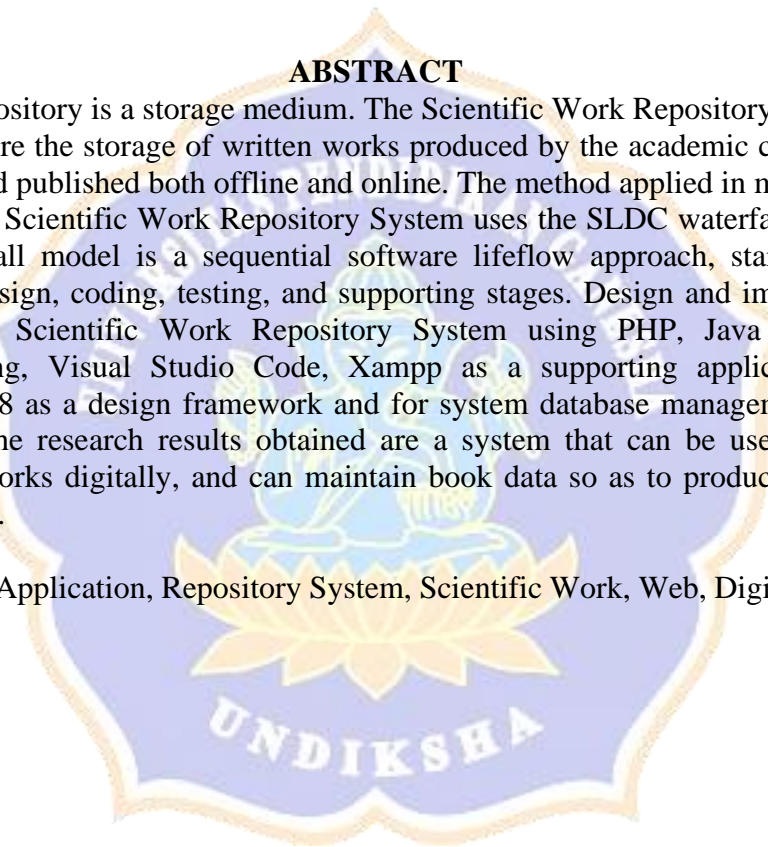 ABSTRACT
ository is a storage medium. The Scientific Work Repository
re the storage of written works produced by the academic c
d published both offline and online. The method applied in m
Scientific Work Repository System uses the SLDC waterfa
all model is a sequential software lifeflow approach, sta
sign, coding, testing, and supporting stages. Design and im
Scientific Work Repository System using PHP, Java
ng, Visual Studio Code, Xampp as a supporting applic
8 as a design framework and for system database managem
he research results obtained are a system that can be use
orks digitally, and can maintain book data so as to produc
.
Application, Repository System, Scientific Work, Web, Digi
UNIVERSITAS PENDIDIKAN GANESHA
UNDIKSHA